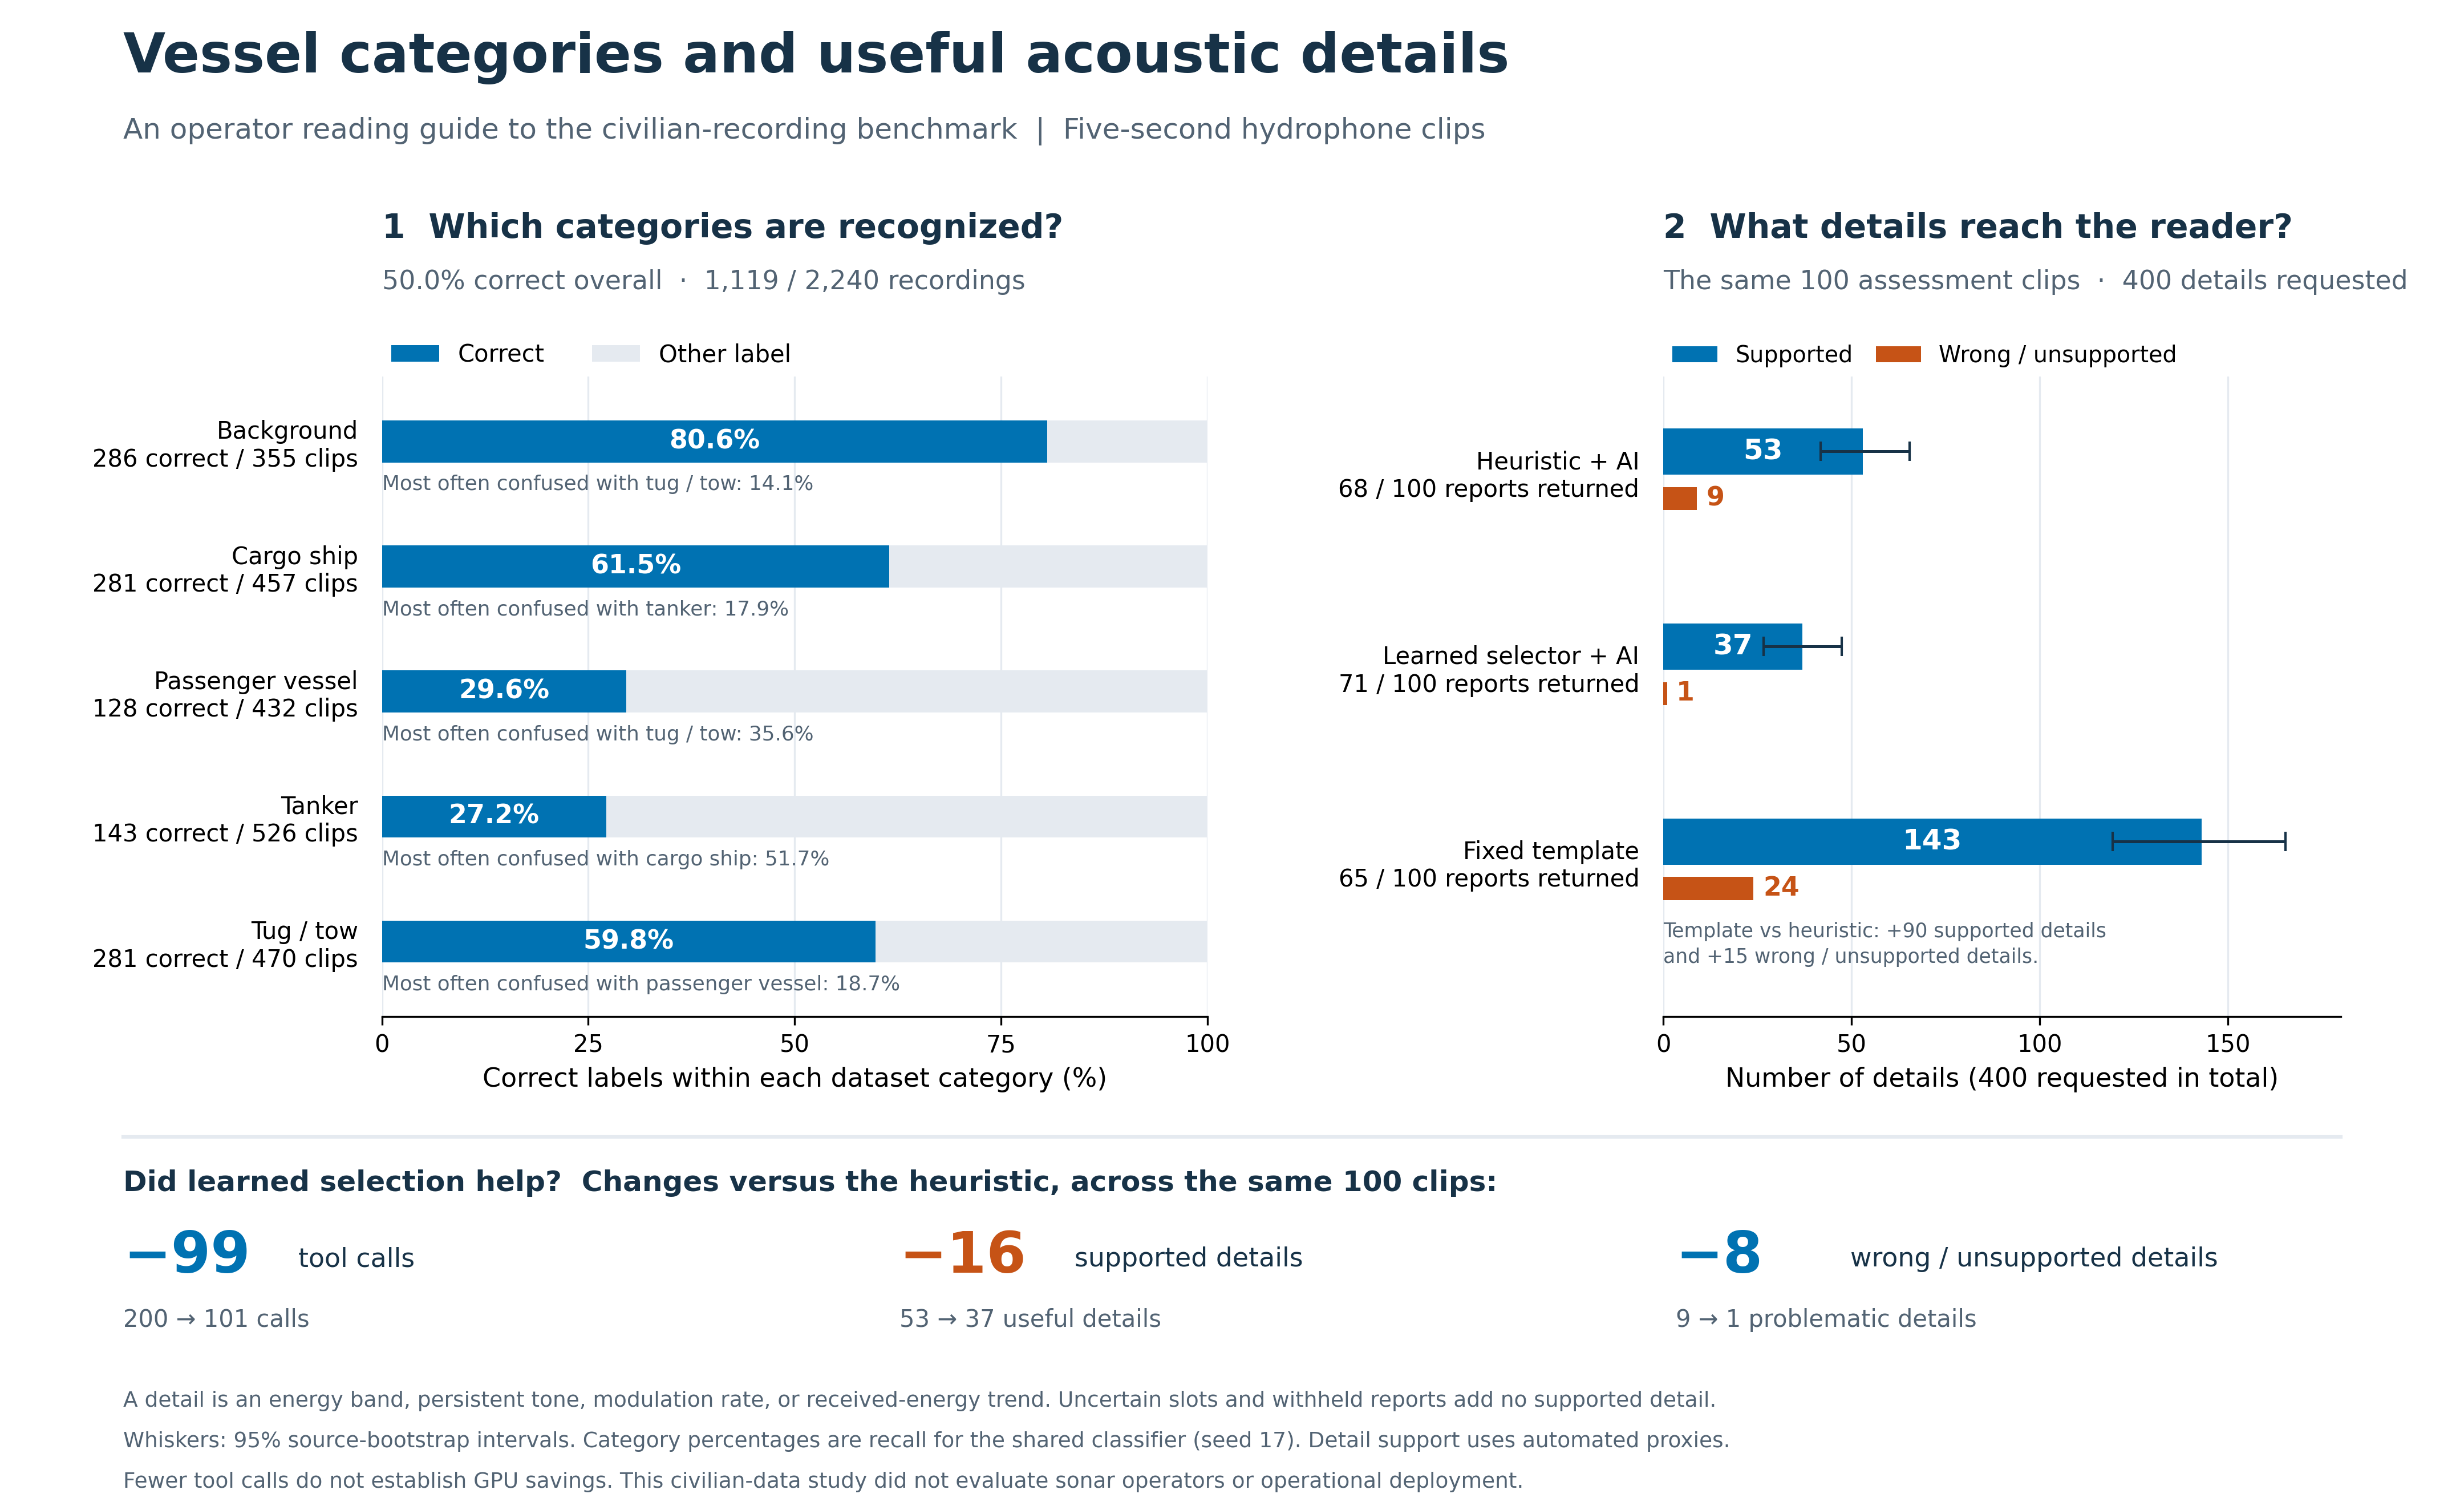 Vessel categories and useful acoustic details
An operator reading guide to the civilian-recording benchmark | Five-second hydrophone clips
1 Which categories are recognized?
50.0% correct overall · 1,119 / 2,240 recordings
Correct
Other label
Background
286 correct / 355 clips
80.6%
Most often confused with tug / tow: 14.1%
Cargo ship
281 correct / 457 clips
61.5%
Most often confused with tanker: 17.9%
Passenger vessel
128 correct / 432 clips
29.6%
Most often confused with tug / tow: 35.6%
Tanker
143 correct / 526 clips
27.2%
Most often confused with cargo ship: 51.7%
Tug / tow
281 correct / 470 clips
59.8%
Most often confused with passenger vessel: 18.7%
0 25 50 75 100
Correct labels within each dataset category (%)
2 What details reach the reader?
The same 100 assessment clips · 400 details requested
Supported
Wrong / unsupported
Heuristic + AI
68 / 100 reports returned
53
9
Learned selector + AI
71 / 100 reports returned
37
1
Fixed template
65 / 100 reports returned
143
24
Template vs heuristic: +90 supported details
and +15 wrong / unsupported details.
0 50 100 150
Number of details (400 requested in total)
Did learned selection help? Changes versus the heuristic, across the same 100 clips:
−99 tool calls
200 → 101 calls
−16 supported details
53 → 37 useful details
−8 wrong / unsupported details
9 → 1 problematic details
A detail is an energy band, persistent tone, modulation rate, or received-energy trend. Uncertain slots and withheld reports add no supported detail.
Whiskers: 95% source-bootstrap intervals. Category percentages are recall for the shared classifier (seed 17). Detail support uses automated proxies.
Fewer tool calls do not establish GPU savings. This civilian-data study did not evaluate sonar operators or operational deployment.